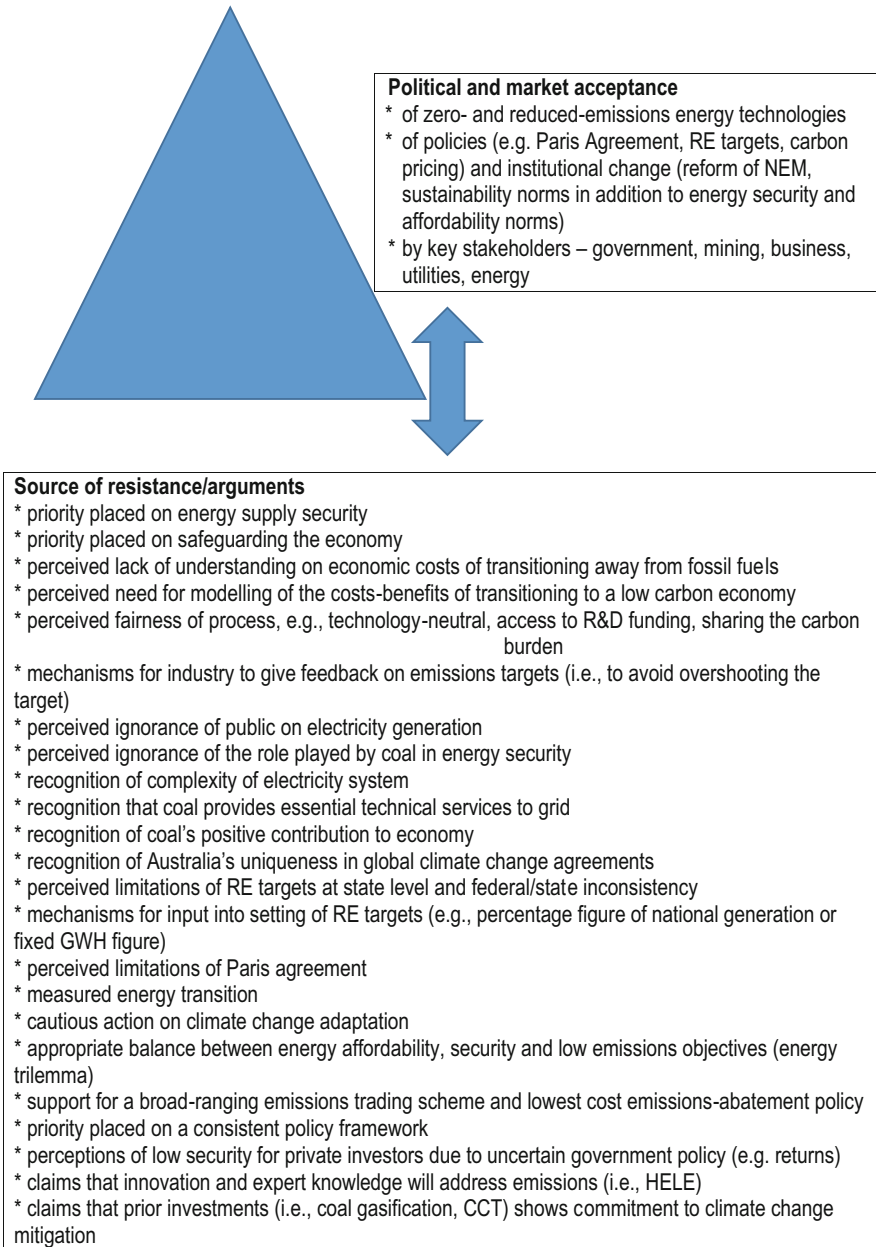 Political and market acceptance
* of zero- and reduced-emissions energy technologies
* of policies (e.g. Paris Agreement, RE targets, carbon
pricing) and institutional change (reform of NEM,
sustainability norms in addition to energy security and
affordability norms)
* by key stakeholders – government, mining, business,
utilities, energy
Source of resistance/arguments
* priority placed on energy supply security
* priority placed on safeguarding the economy
* perceived lack of understanding on economic costs of transitioning away from fossil fuels
* perceived need for modelling of the costs-benefits of transitioning to a low carbon economy
* perceived fairness of process, e.g., technology-neutral, access to R&D funding, sharing the carbon
burden
* mechanisms for industry to give feedback on emissions targets (i.e., to avoid overshooting the
target)
* perceived ignorance of public on electricity generation
* perceived ignorance of the role played by coal in energy security
* recognition of complexity of electricity system
* recognition that coal provides essential technical services to grid
* recognition of coal's positive contribution to economy
* recognition of Australia's uniqueness in global climate change agreements
* perceived limitations of RE targets at state level and federal/state inconsistency
* mechanisms for input into setting of RE targets (e.g., percentage figure of national generation or
fixed GWH figure)
* perceived limitations of Paris agreement
* measured energy transition
* cautious action on climate change adaptation
* appropriate balance between energy affordability, security and low emissions objectives (energy
trilemma)
* support for a broad-ranging emissions trading scheme and lowest cost emissions-abatement policy
* priority placed on a consistent policy framework
* perceptions of low security for private investors due to uncertain government policy (e.g. returns)
* claims that innovation and expert knowledge will address emissions (i.e., HELE)
* claims that prior investments (i.e., coal gasification, CCT) shows commitment to climate change
mitigation